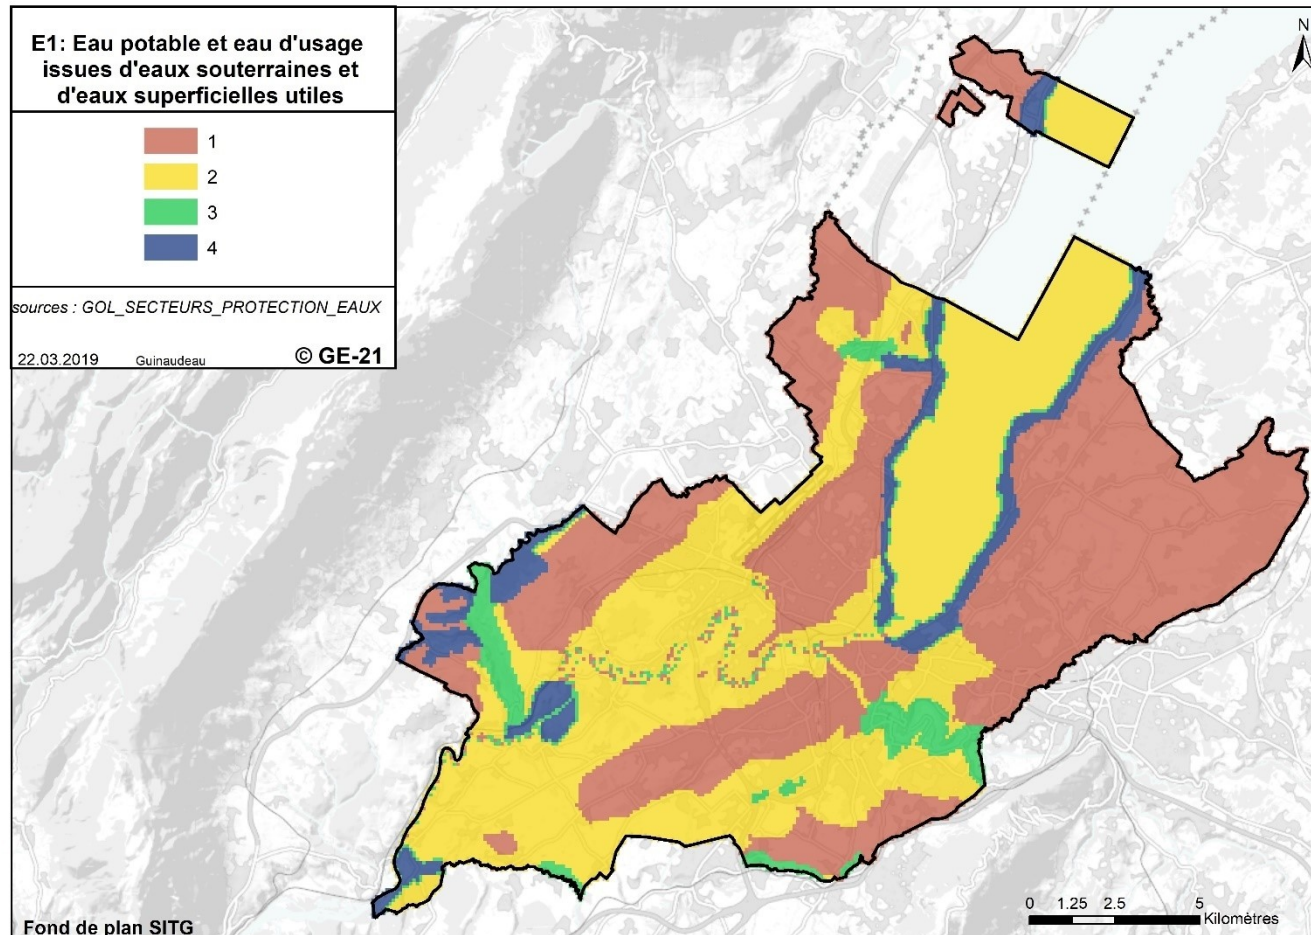 E1: Eau potable et eau d'usage
issues d'eaux souterraines et
d'eaux superficielles utiles
1
2
3
4
sources : GOL_SECTEURS_PROTECTION_EAUX
22.03.2019 Guinaudeau © GE-21
N
0 1.25 2.5 5
Kilomètres
Fond de plan SITG